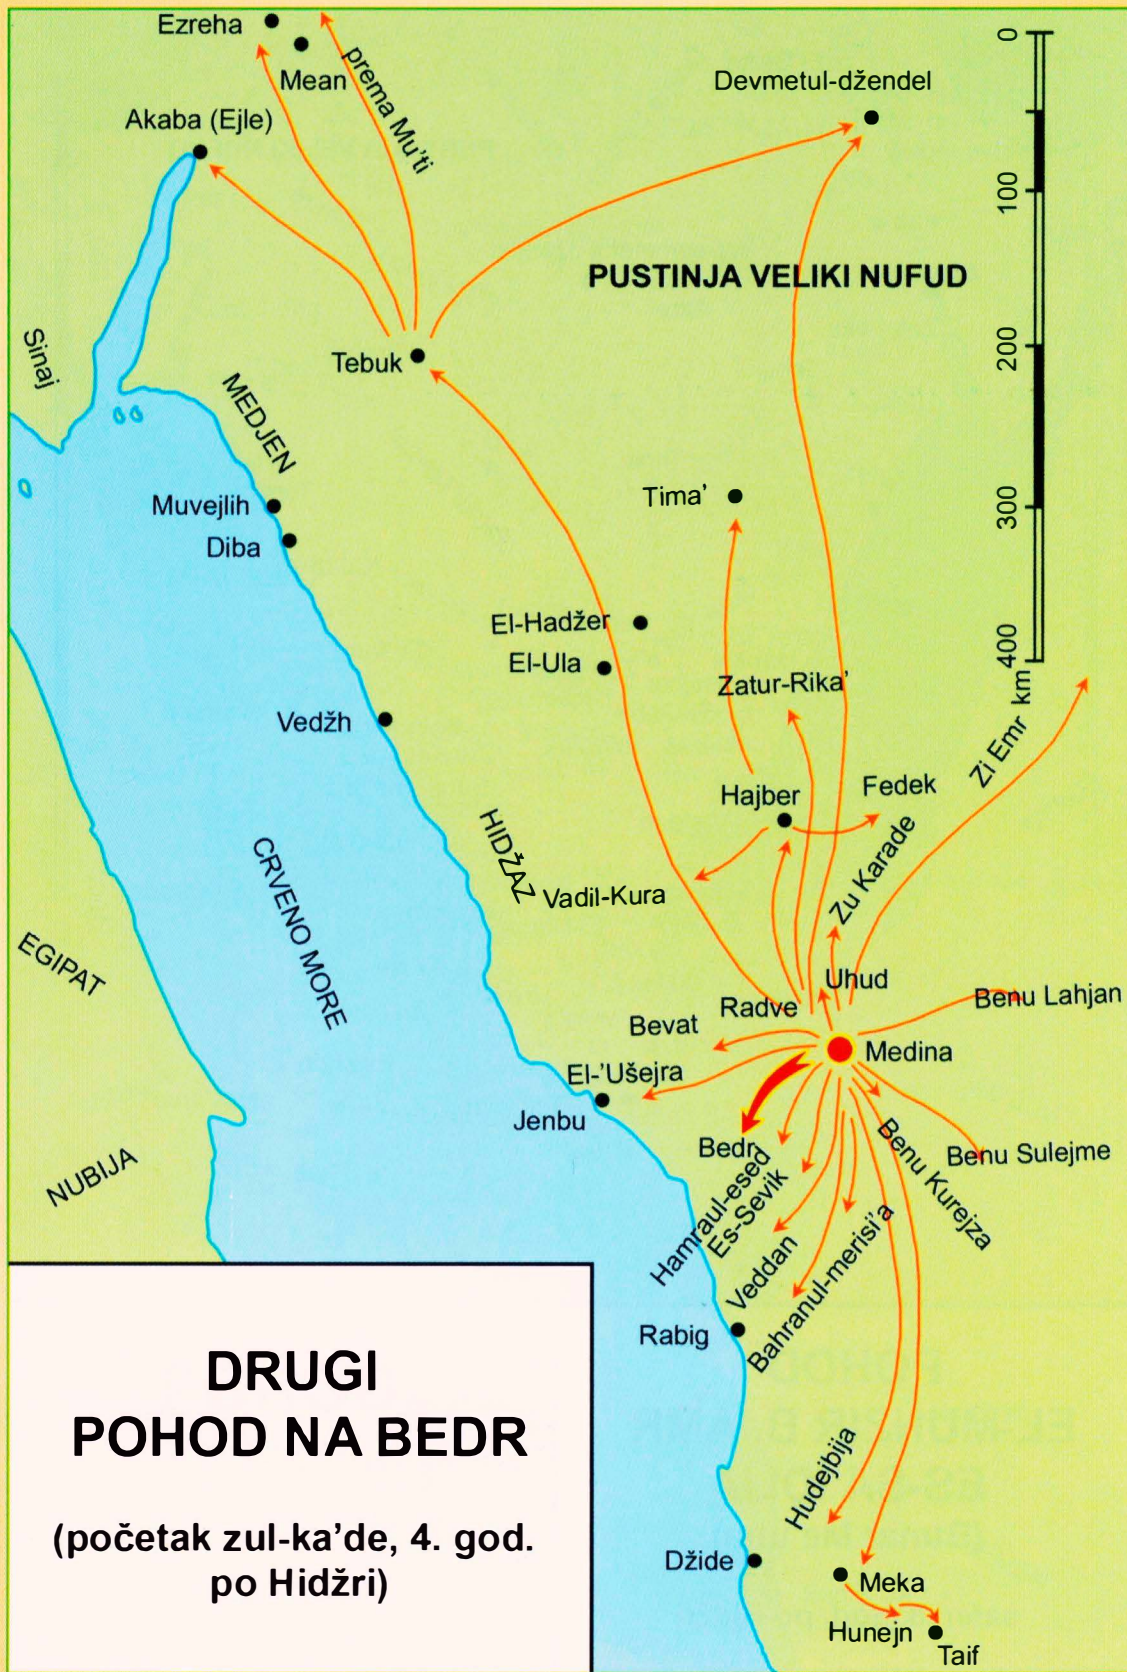 Ezreha
Mean
prema Mu'ti
Devmetul-džendel
Akaba (Ejle)
0
100
200
300
400
km
PUSTINJA VELIKI NUFUD
Sinaj
Tebuk
MEDJEN
Muvejlih
Diba
Tima'
El-Hadžer
El-Ula
Vedžh
Zatur-Rika'
Zi Emr
Hajber
Fedek
HIDŽAZ
Vadil-Kura
Zu Karade
CRVENO MORE
EGIPAT
Uhud
Radve
Benu Lahjan
Bevat
Medina
El-'Ušejra
Jenbu
Bedr
Benu Kurejza
Benu Sulejme
NUBIJA
Hamraul-esed
Es-Sevik
Veddan
Bahranul-merisi'a
Rabig
Hudejbija
Džide
Meka
Hunejn
Taif
DRUGI
POHOD NA BEDR
(početak zul-ka'de, 4. god.
po Hidžri)